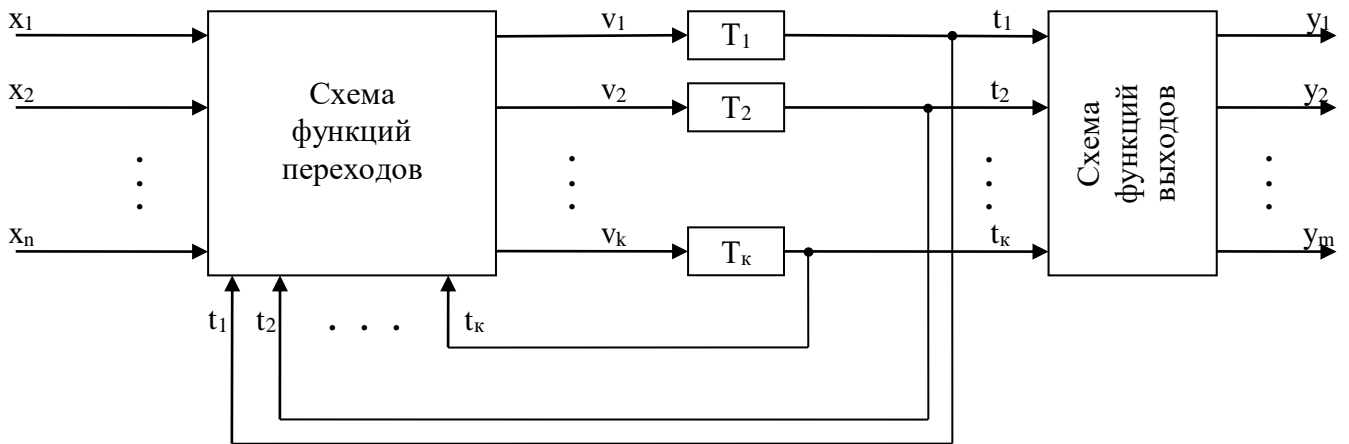 x₁
v₁
T₁
t₁
y₁
x₂
v₂
T₂
t₂
y₂
Схема
функций
переходов
Схема
функций
выходов
xₙ
vₖ
Tк
tк
yₘ
t₁
t₂
. . .
tк